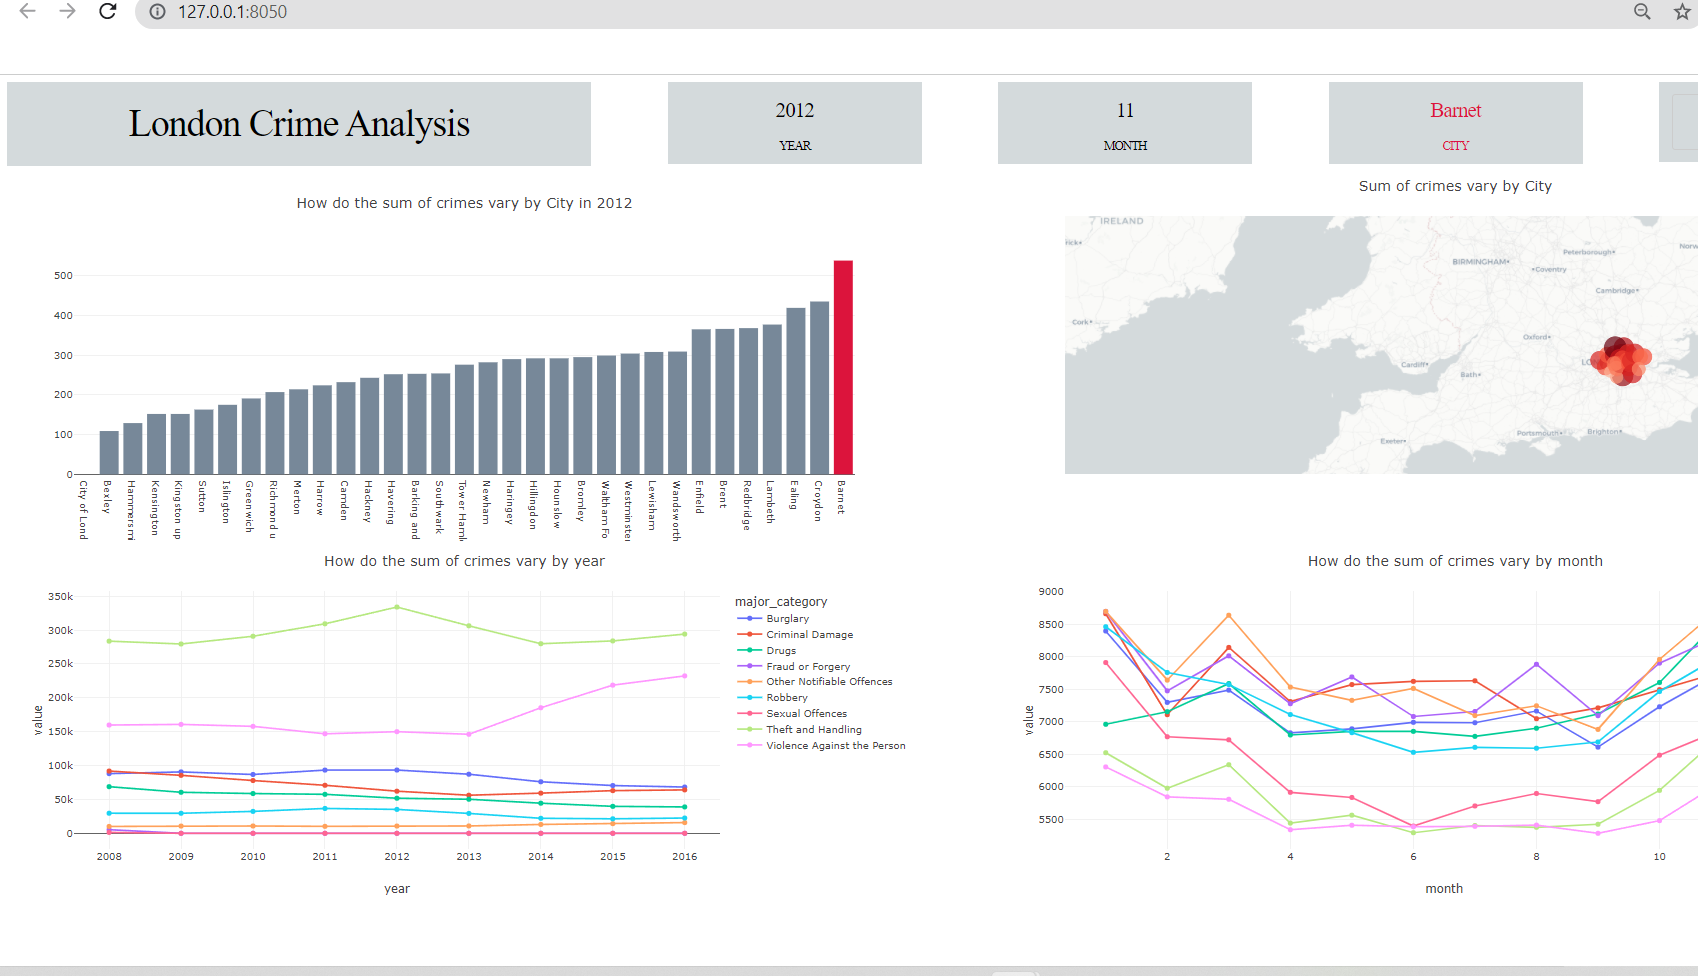 127.0.0.1:8050
London Crime Analysis
2012
YEAR
11
MONTH
Barnet
CITY
How do the sum of crimes vary by City in 2012
500
400
300
200
100
0
City of Lond
Bexley
Hammersmi
Kensington
Kingston up
Sutton
Islington
Greenwich
Richmond u
Merton
Harrow
Camden
Hackney
Havering
Barking and
Southwark
Tower Haml
Newham
Haringey
Hillingdon
Hounslow
Bromley
Waltham Fo
Westminster
Lewisham
Wandsworth
Enfield
Brent
Redbridge
Lambeth
Ealing
Croydon
Barnet
Sum of crimes vary by City
IRELAND
rick
Peterborough
Norw
BIRMINGHAM
Coventry
Cambridge
Cork
Oxford
LO
Cardiff
Bath
Portsmouth
Brighton
Exeter
How do the sum of crimes vary by year
350k
300k
250k
200k
150k
100k
50k
0
value
2008 2009 2010 2011 2012 2013 2014 2015 2016
year
major_category
Burglary
Criminal Damage
Drugs
Fraud or Forgery
Other Notifiable Offences
Robbery
Sexual Offences
Theft and Handling
Violence Against the Person
How do the sum of crimes vary by month
9000
8500
8000
7500
7000
6500
6000
5500
value
2 4 6 8 10
month